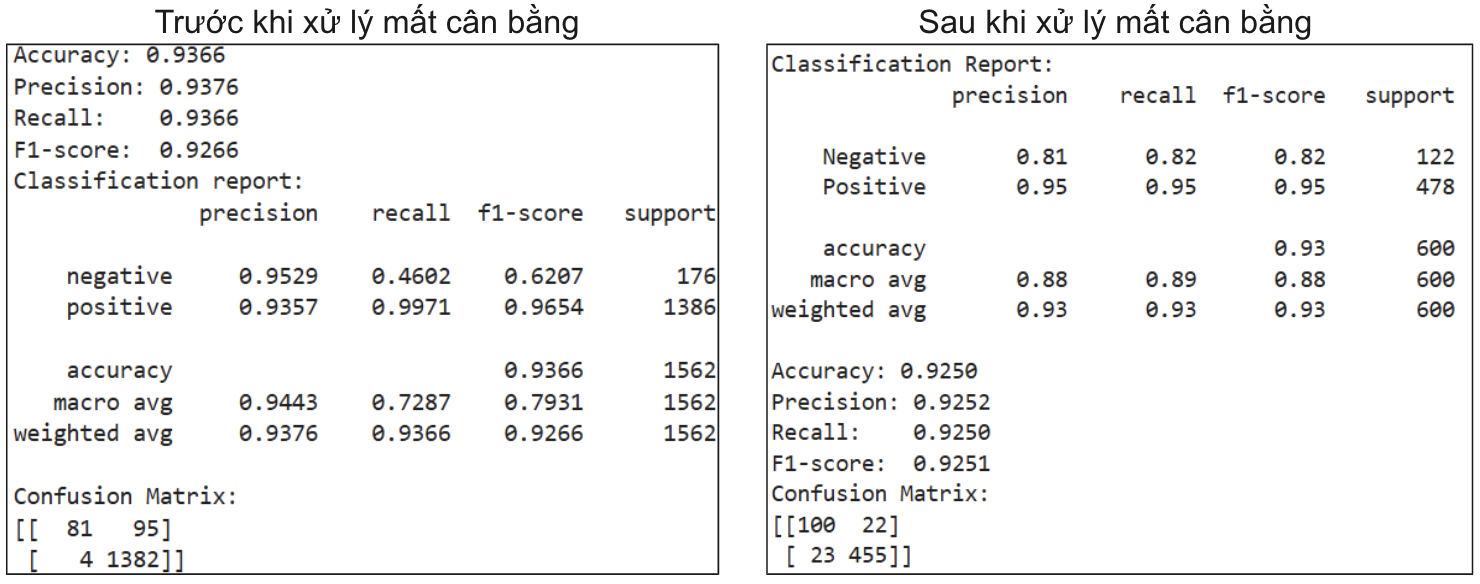 Trước khi xử lý mất cân bằng
Accuracy: 0.9366
Precision: 0.9376
Recall: 0.9366
F1-score: 0.9266
Classification report:
precision recall f1-score support
negative 0.9529 0.4602 0.6207 176
positive 0.9357 0.9971 0.9654 1386
accuracy 0.9366 1562
macro avg 0.9443 0.7287 0.7931 1562
weighted avg 0.9376 0.9366 0.9266 1562
Confusion Matrix:
[[ 81 95]
[ 4 1382]]
Sau khi xử lý mất cân bằng
Classification Report:
precision recall f1-score support
Negative 0.81 0.82 0.82 122
Positive 0.95 0.95 0.95 478
accuracy 0.93 600
macro avg 0.88 0.89 0.88 600
weighted avg 0.93 0.93 0.93 600
Accuracy: 0.9250
Precision: 0.9252
Recall: 0.9250
F1-score: 0.9251
Confusion Matrix:
[[100 22]
[ 23 455]]